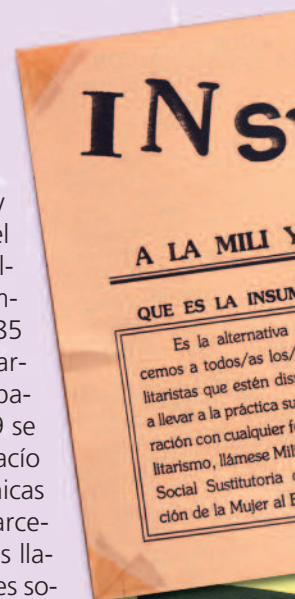 y
el
l-
n-
85
ar-
pa-
9 se
acío
nicas
arce-
s lla-
es so-
INs
A LA MILI Y
QUE ES LA INSUM
Es la alternativa
cemos a todos/as los/
litaristas que estén dis
a llevar a la práctica su
ración con cualquier f
litarismo, llámese Mil
Social Sustitutoria
ción de la Mujer al E